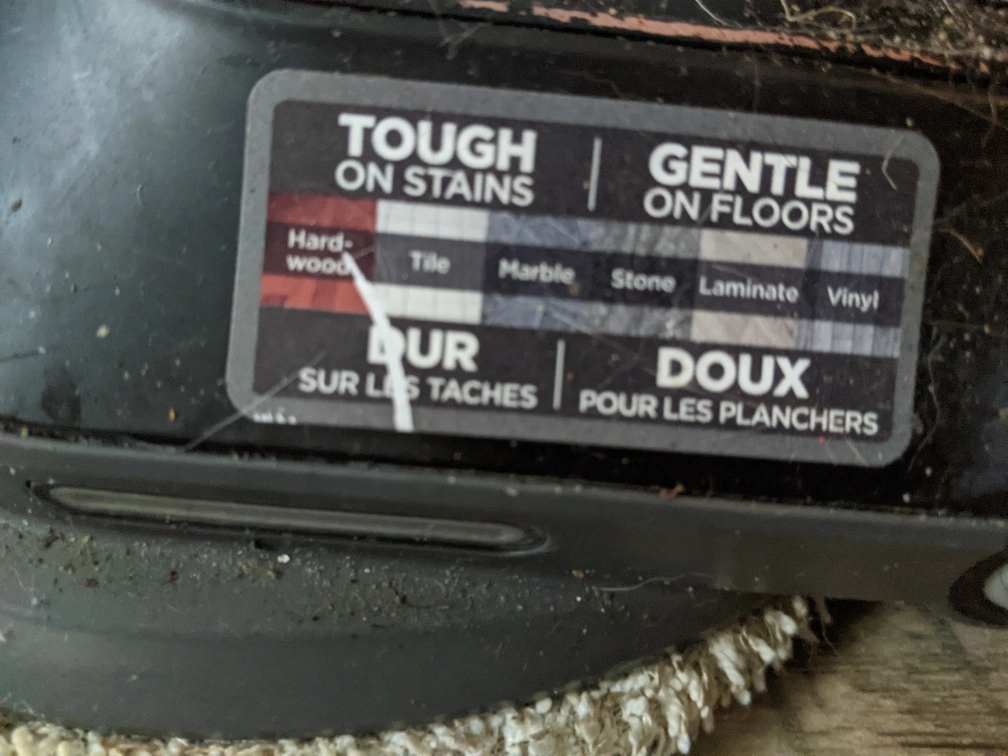 TOUGH
ON STAINS
GENTLE
ON FLOORS
Hard-
wood
Tile
Marble
Stone
Laminate
Vinyl
DUR
SUR LES TACHES
DOUX
POUR LES PLANCHERS